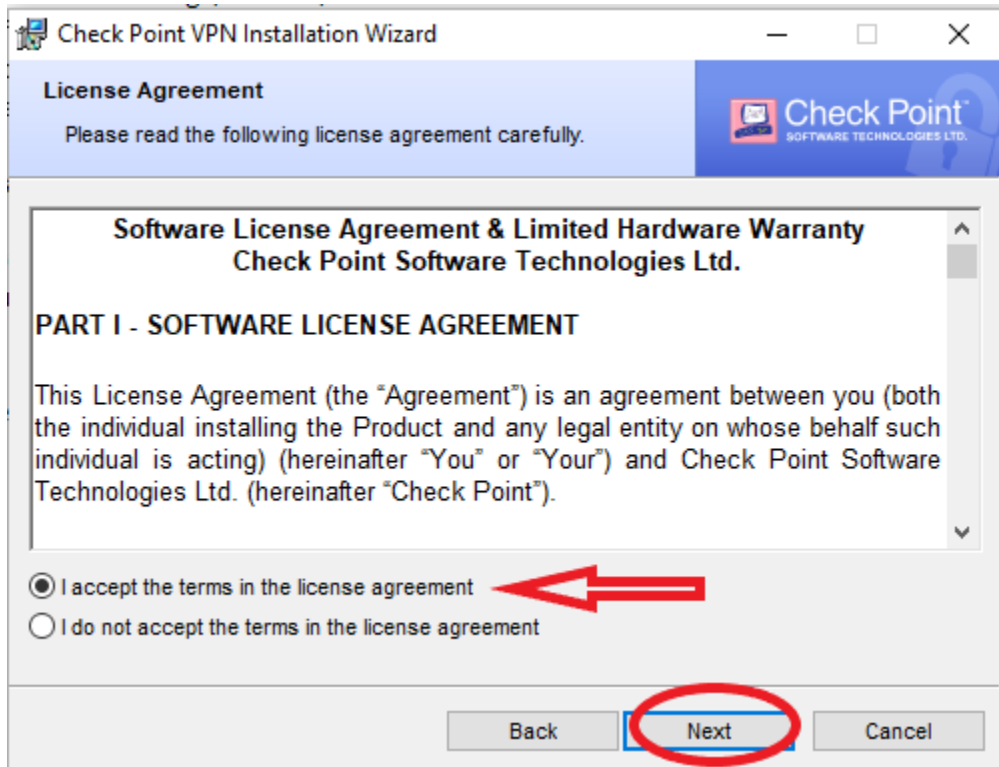 Check Point VPN Installation Wizard
License Agreement
Please read the following license agreement carefully.
Check Point
SOFTWARE TECHNOLOGIES LTD.
Software License Agreement & Limited Hardware Warranty
Check Point Software Technologies Ltd.
PART I - SOFTWARE LICENSE AGREEMENT
This License Agreement (the “Agreement”) is an agreement between you (both
the individual installing the Product and any legal entity on whose behalf such
individual is acting) (hereinafter “You” or “Your”) and Check Point Software
Technologies Ltd. (hereinafter “Check Point”).
I accept the terms in the license agreement
I do not accept the terms in the license agreement
Back
Next
Cancel